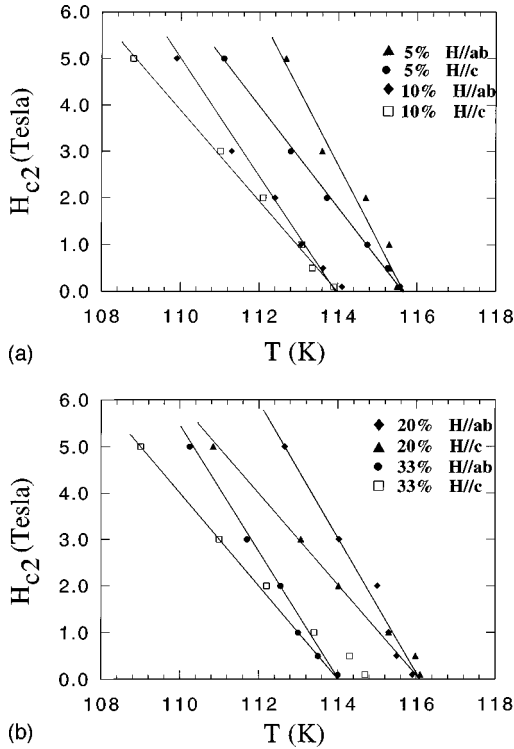 6.0
5.0
4.0
3.0
2.0
1.0
0.0
H_c2 (Tesla)
5% H//ab
5% H//c
10% H//ab
10% H//c
108 110 112 114 116 118
(a)
T (K)
6.0
5.0
4.0
3.0
2.0
1.0
0.0
H_c2 (Tesla)
20% H//ab
20% H//c
33% H//ab
33% H//c
108 110 112 114 116 118
(b)
T (K)